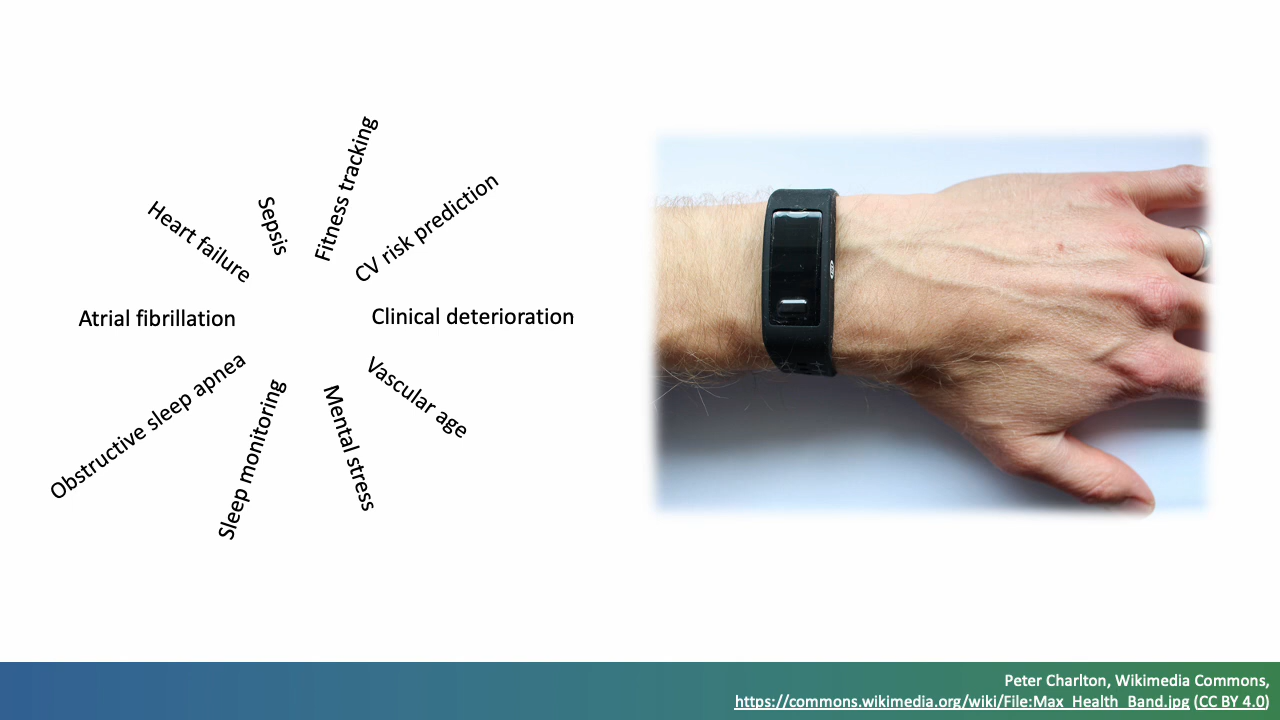 Fitness tracking
Sepsis
CV risk prediction
Heart failure
Atrial fibrillation
Clinical deterioration
Obstructive sleep apnea
Vascular age
Sleep monitoring
Mental stress
Peter Charlton, Wikimedia Commons,
https://commons.wikimedia.org/wiki/File:Max_Health_Band.jpg (CC BY 4.0)